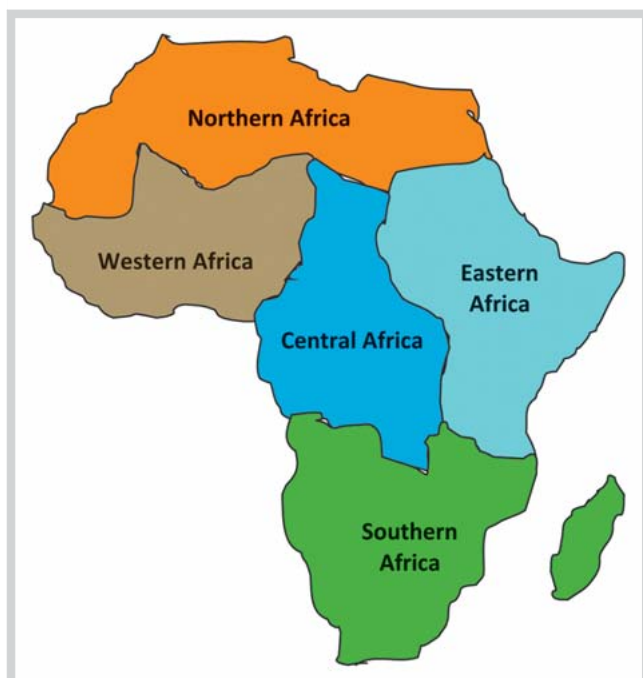 Northern Africa
Western Africa
Eastern
Africa
Central Africa
Southern
Africa